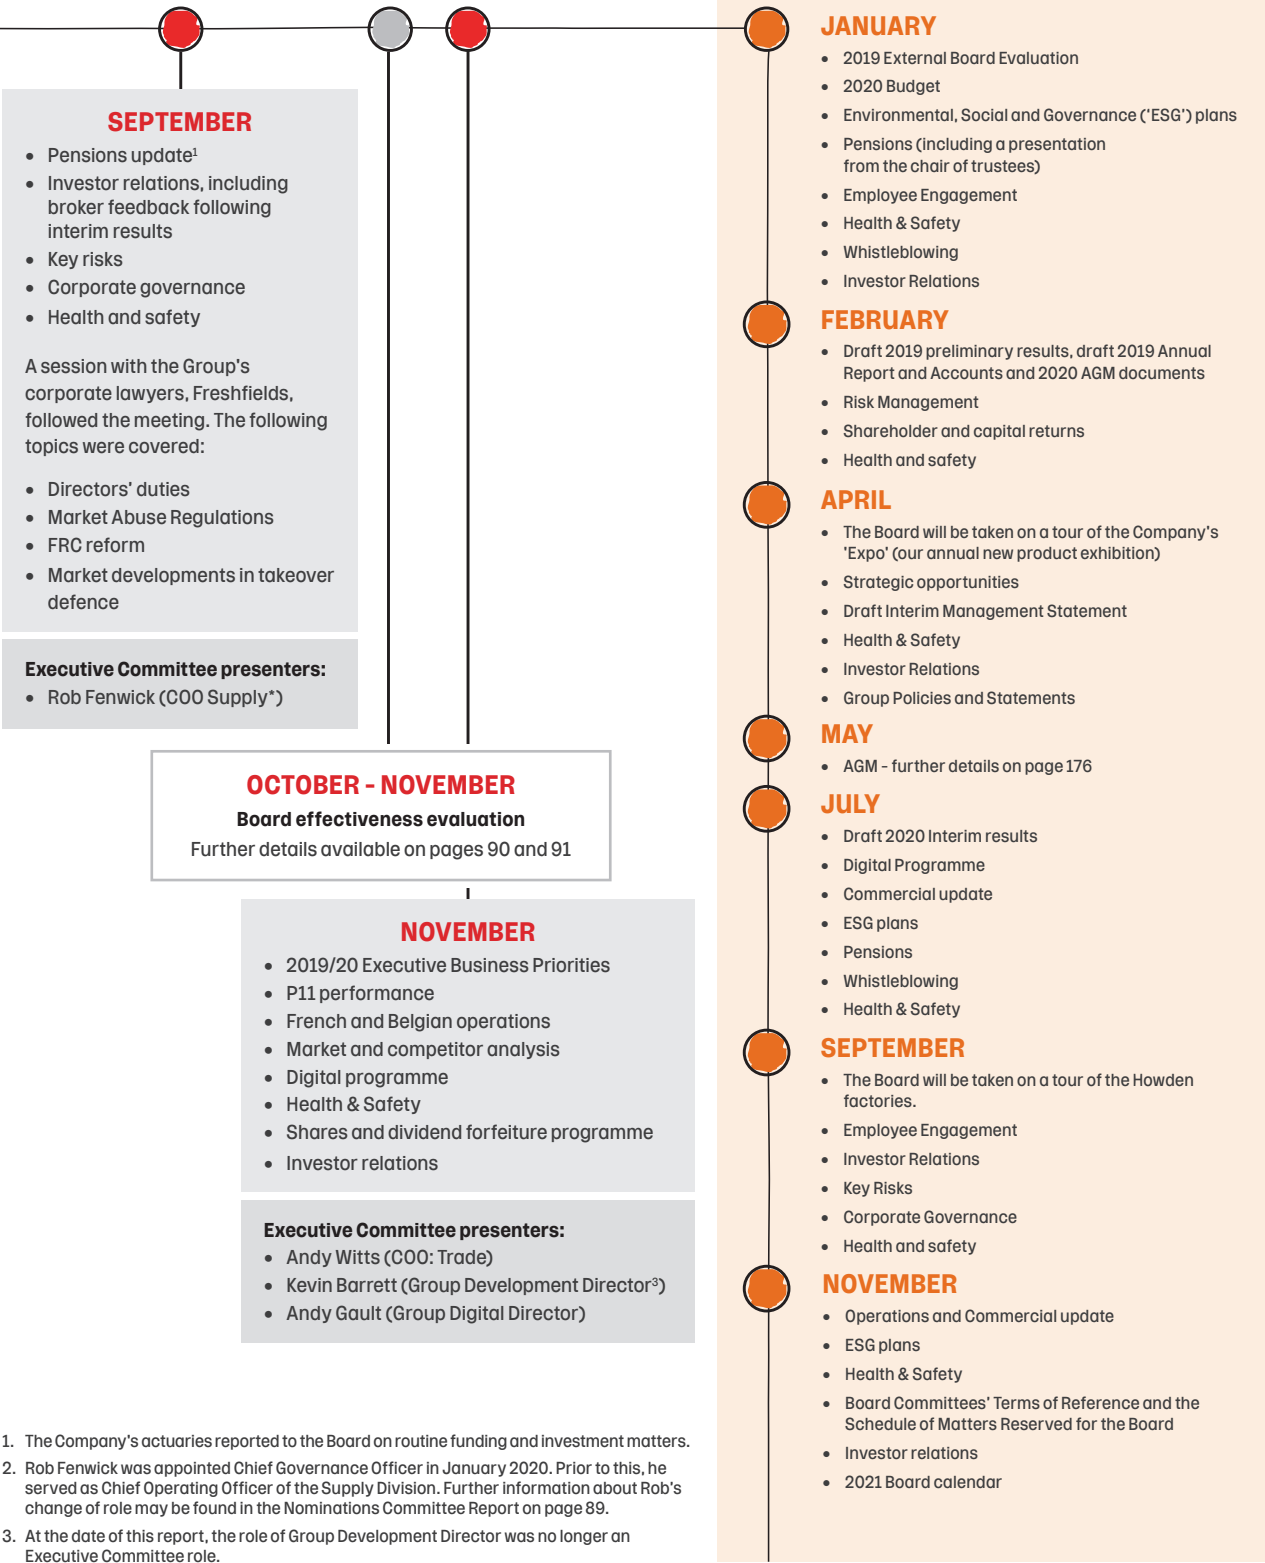 SEPTEMBER
• Pensions update¹
• Investor relations, including
broker feedback following
interim results
• Key risks
• Corporate governance
• Health and safety
A session with the Group's
corporate lawyers, Freshfields,
followed the meeting. The following
topics were covered:
• Directors' duties
• Market Abuse Regulations
• FRC reform
• Market developments in takeover
defence
Executive Committee presenters:
• Rob Fenwick (COO Supply*)
OCTOBER - NOVEMBER
Board effectiveness evaluation
Further details available on pages 90 and 91
NOVEMBER
• 2019/20 Executive Business Priorities
• P11 performance
• French and Belgian operations
• Market and competitor analysis
• Digital programme
• Health & Safety
• Shares and dividend forfeiture programme
• Investor relations
Executive Committee presenters:
• Andy Witts (COO: Trade)
• Kevin Barrett (Group Development Director³)
• Andy Gault (Group Digital Director)
1. The Company's actuaries reported to the Board on routine funding and investment matters.
2. Rob Fenwick was appointed Chief Governance Officer in January 2020. Prior to this, he
served as Chief Operating Officer of the Supply Division. Further information about Rob's
change of role may be found in the Nominations Committee Report on page 89.
3. At the date of this report, the role of Group Development Director was no longer an
Executive Committee role.
JANUARY
• 2019 External Board Evaluation
• 2020 Budget
• Environmental, Social and Governance ('ESG') plans
• Pensions (including a presentation
from the chair of trustees)
• Employee Engagement
• Health & Safety
• Whistleblowing
• Investor Relations
FEBRUARY
• Draft 2019 preliminary results, draft 2019 Annual
Report and Accounts and 2020 AGM documents
• Risk Management
• Shareholder and capital returns
• Health and safety
APRIL
• The Board will be taken on a tour of the Company's
'Expo' (our annual new product exhibition)
• Strategic opportunities
• Draft Interim Management Statement
• Health & Safety
• Investor Relations
• Group Policies and Statements
MAY
• AGM - further details on page 176
JULY
• Draft 2020 Interim results
• Digital Programme
• Commercial update
• ESG plans
• Pensions
• Whistleblowing
• Health & Safety
SEPTEMBER
• The Board will be taken on a tour of the Howden
factories.
• Employee Engagement
• Investor Relations
• Key Risks
• Corporate Governance
• Health and safety
NOVEMBER
• Operations and Commercial update
• ESG plans
• Health & Safety
• Board Committees' Terms of Reference and the
Schedule of Matters Reserved for the Board
• Investor relations
• 2021 Board calendar